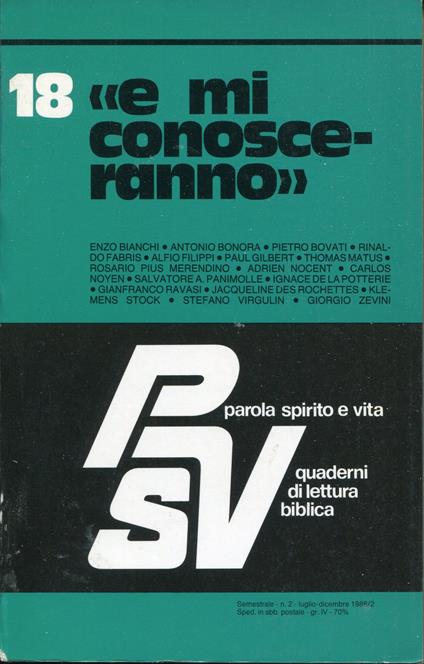 18 «e mi
conosce-
ranno»
ENZO BIANCHI • ANTONIO BONORA • PIETRO BOVATI • RINAL-
DO FABRIS • ALFIO FILIPPI • PAUL GILBERT • THOMAS MATUS •
ROSARIO PIUS MERENDINO • ADRIEN NOCENT • CARLOS
NOYEN • SALVATORE A. PANIMOLLE • IGNACE DE LA POTTERIE
• GIANFRANCO RAVASI • JACQUELINE DES ROCHETTES • KLE-
MENS STOCK • STEFANO VIRGULIN • GIORGIO ZEVINI
PSV
parola spirito e vita
quaderni
di lettura
biblica
Semestrale - n. 2 - luglio-dicembre 1988/2
Sped. in abb. postale - gr. IV - 70%